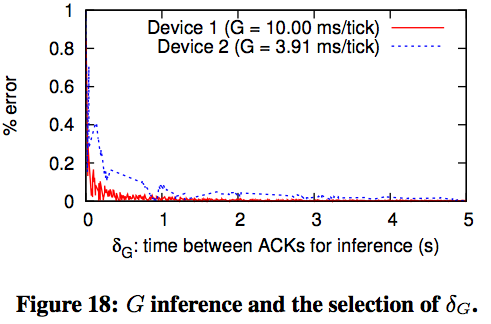 Device 1 (G = 10.00 ms/tick)
Device 2 (G = 3.91 ms/tick)
% error
1
0.8
0.6
0.4
0.2
0
0 1 2 3 4 5
δG: time between ACKs for inference (s)
Figure 18: G inference and the selection of δG.